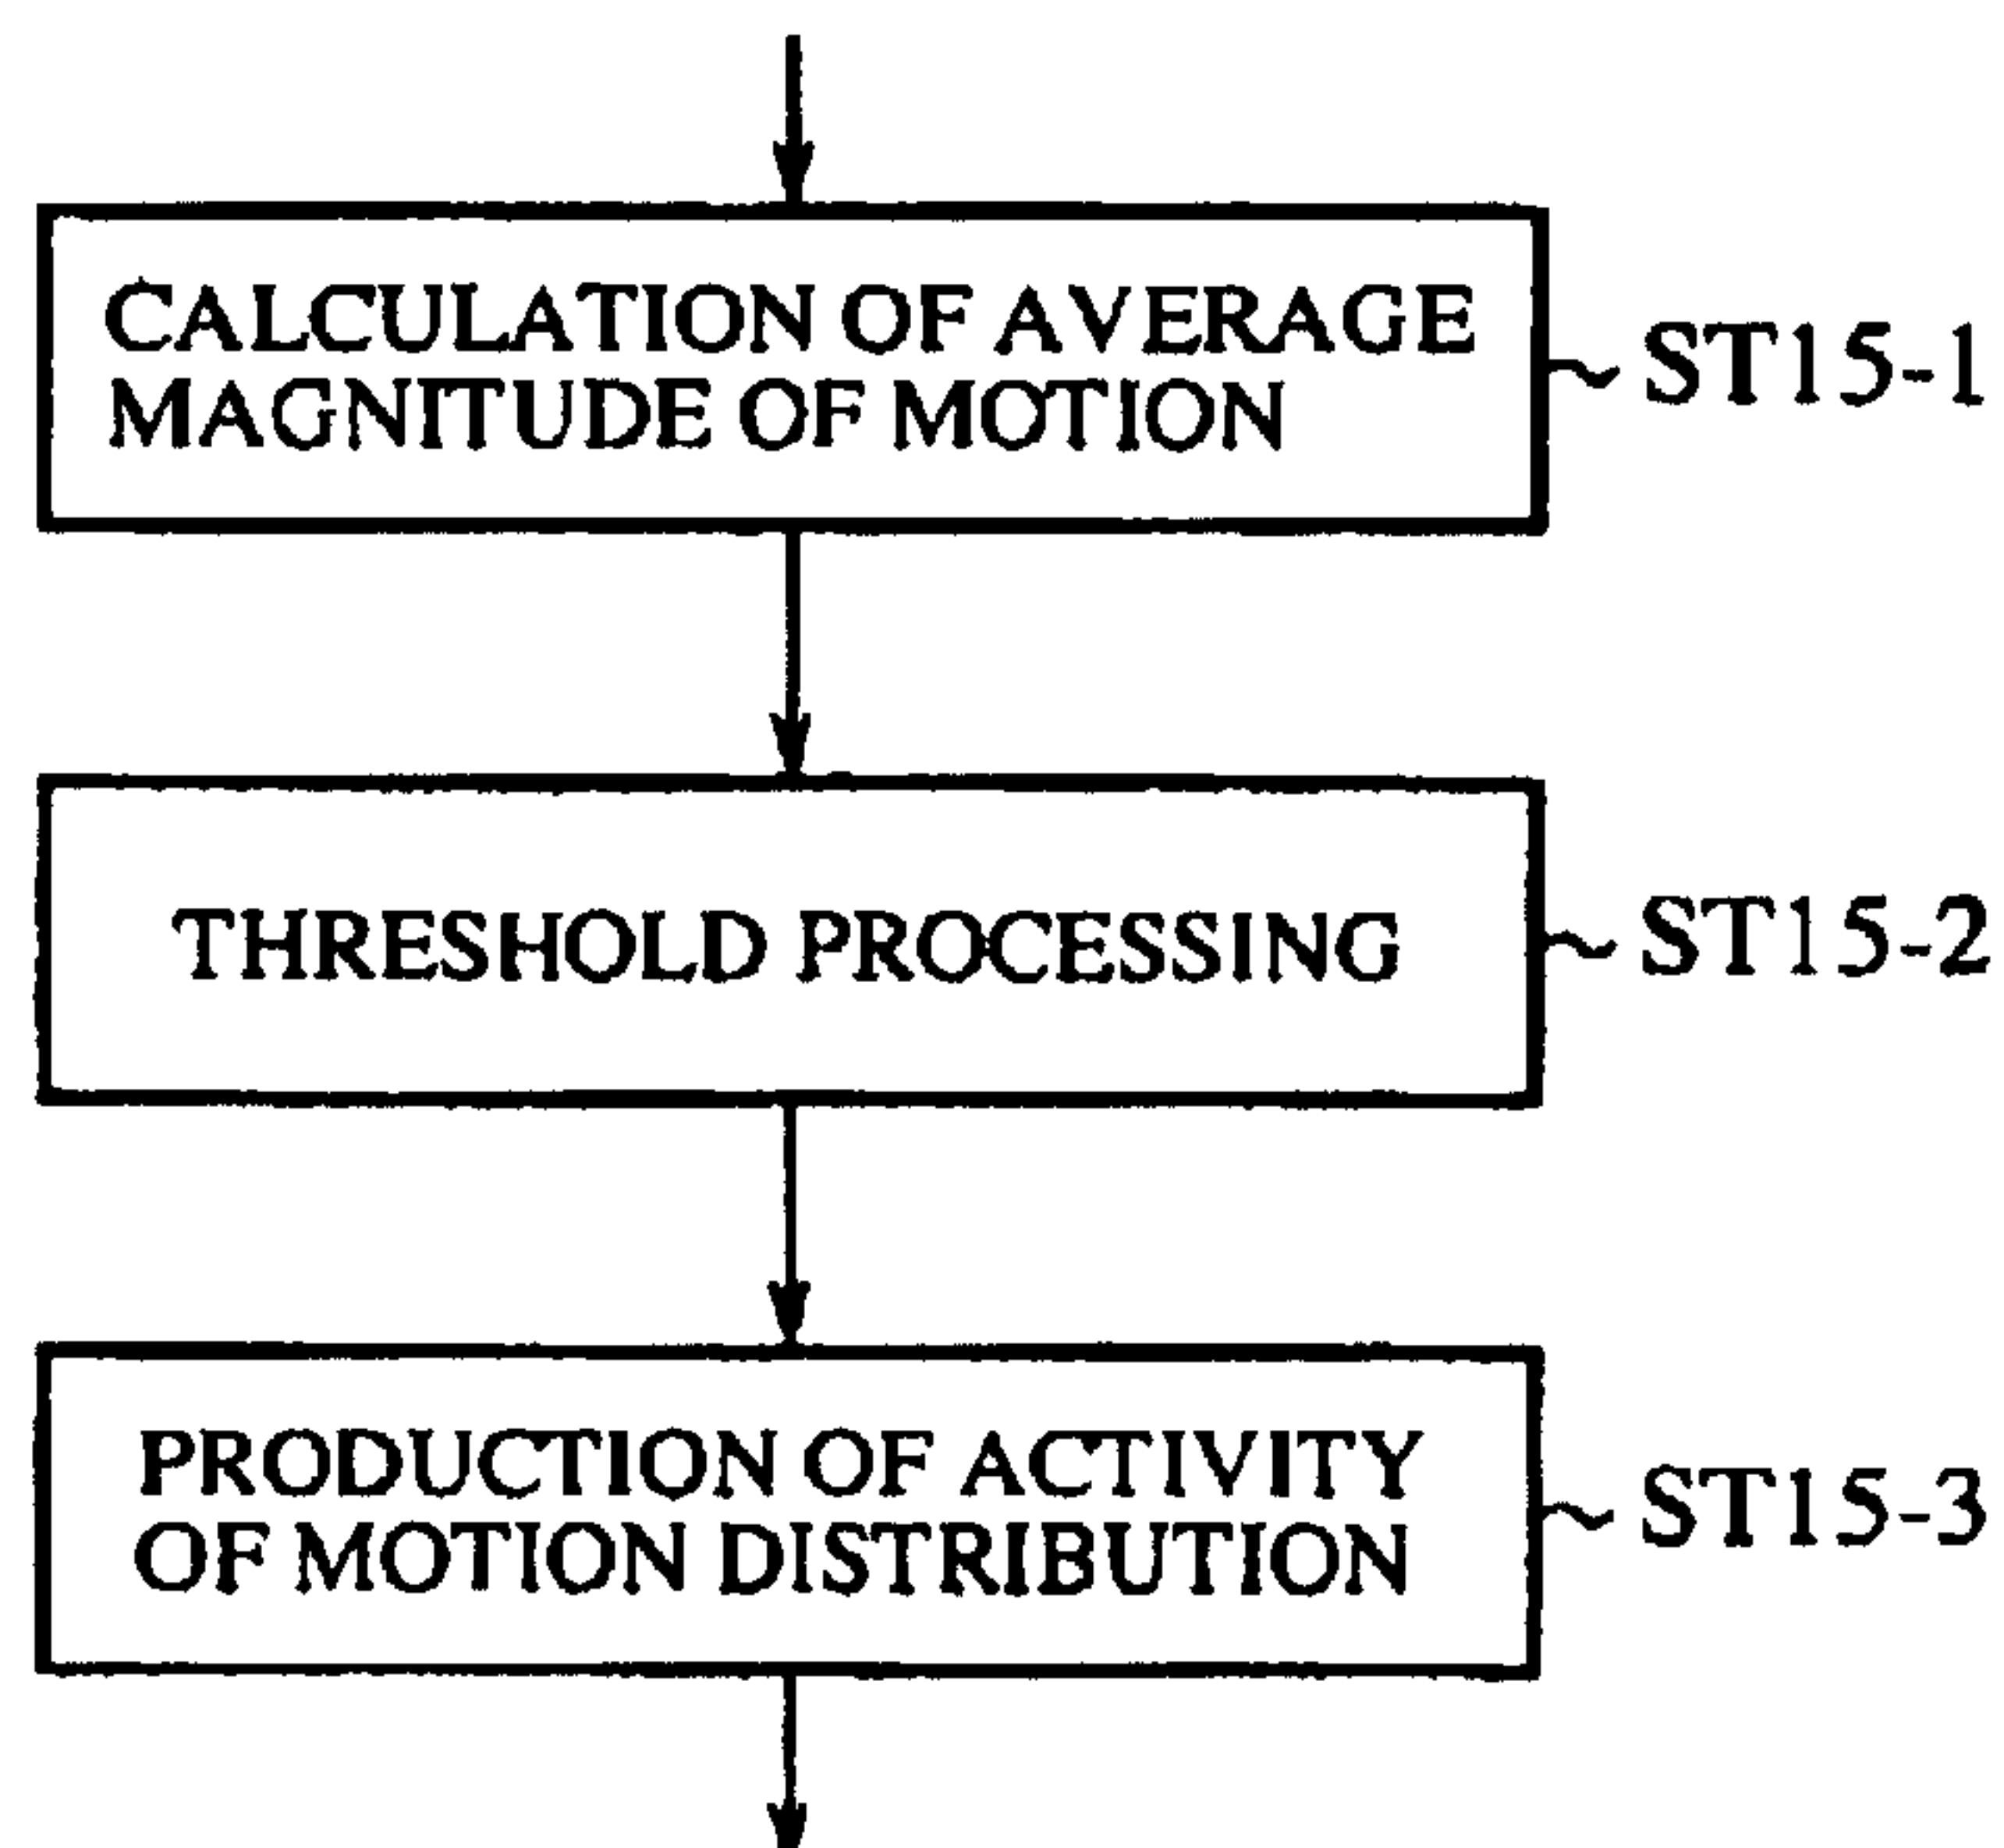 CALCULATION OF AVERAGE
MAGNITUDE OF MOTION
ST15-1
THRESHOLD PROCESSING
ST15-2
PRODUCTION OF ACTIVITY
OF MOTION DISTRIBUTION
ST15-3